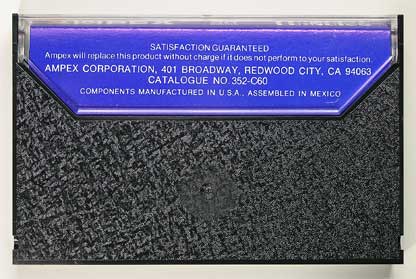 SATISFACTION GUARANTEED
Ampex will replace this product without charge if it does not perform to your satisfaction.
AMPEX CORPORATION, 401 BROADWAY, REDWOOD CITY, CA 94063
CATALOGUE NO. 352-C60
COMPONENTS MANUFACTURED IN U.S.A., ASSEMBLED IN MEXICO